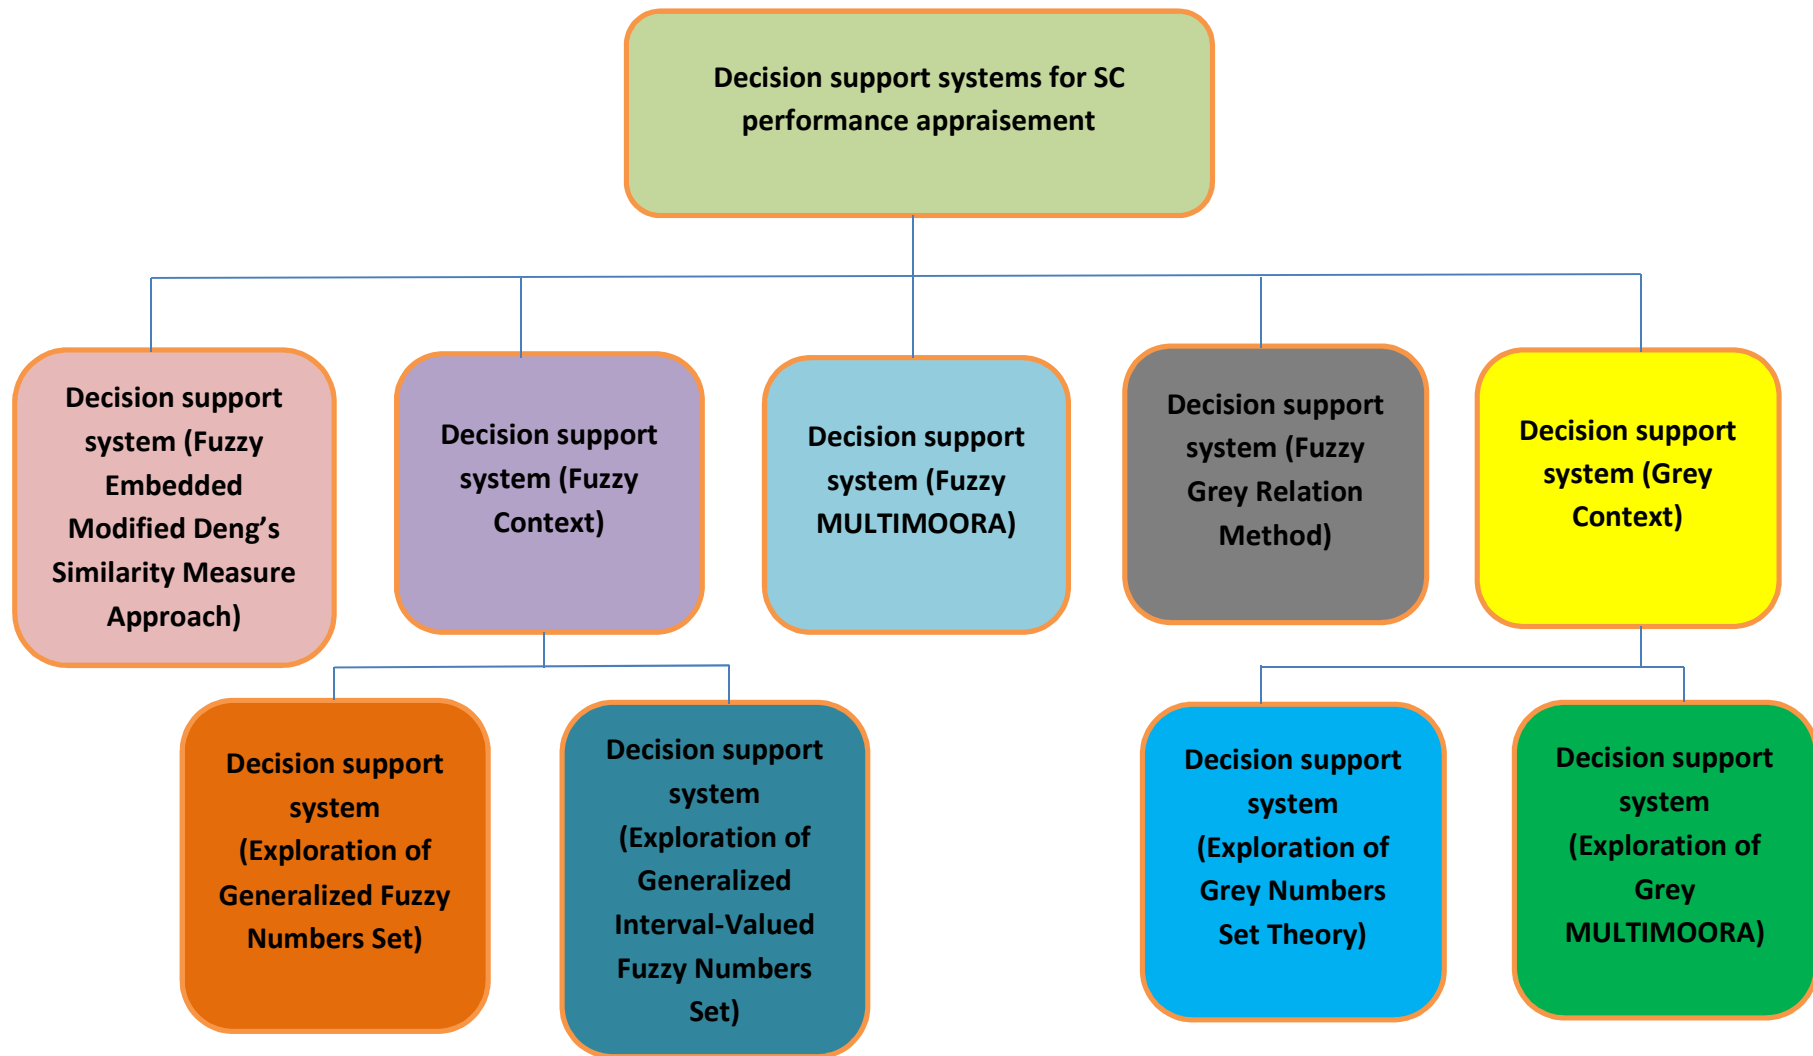 Decision support systems for SC
performance appraisement
Decision support
system (Fuzzy
Embedded
Modified Deng’s
Similarity Measure
Approach)
Decision support
system (Fuzzy
Context)
Decision support
system (Fuzzy
MULTIMOORA)
Decision support
system (Fuzzy
Grey Relation
Method)
Decision support
system (Grey
Context)
Decision support
system
(Exploration of
Generalized Fuzzy
Numbers Set)
Decision support
system
(Exploration of
Generalized
Interval-Valued
Fuzzy Numbers
Set)
Decision support
system
(Exploration of
Grey Numbers
Set Theory)
Decision support
system
(Exploration of
Grey
MULTIMOORA)